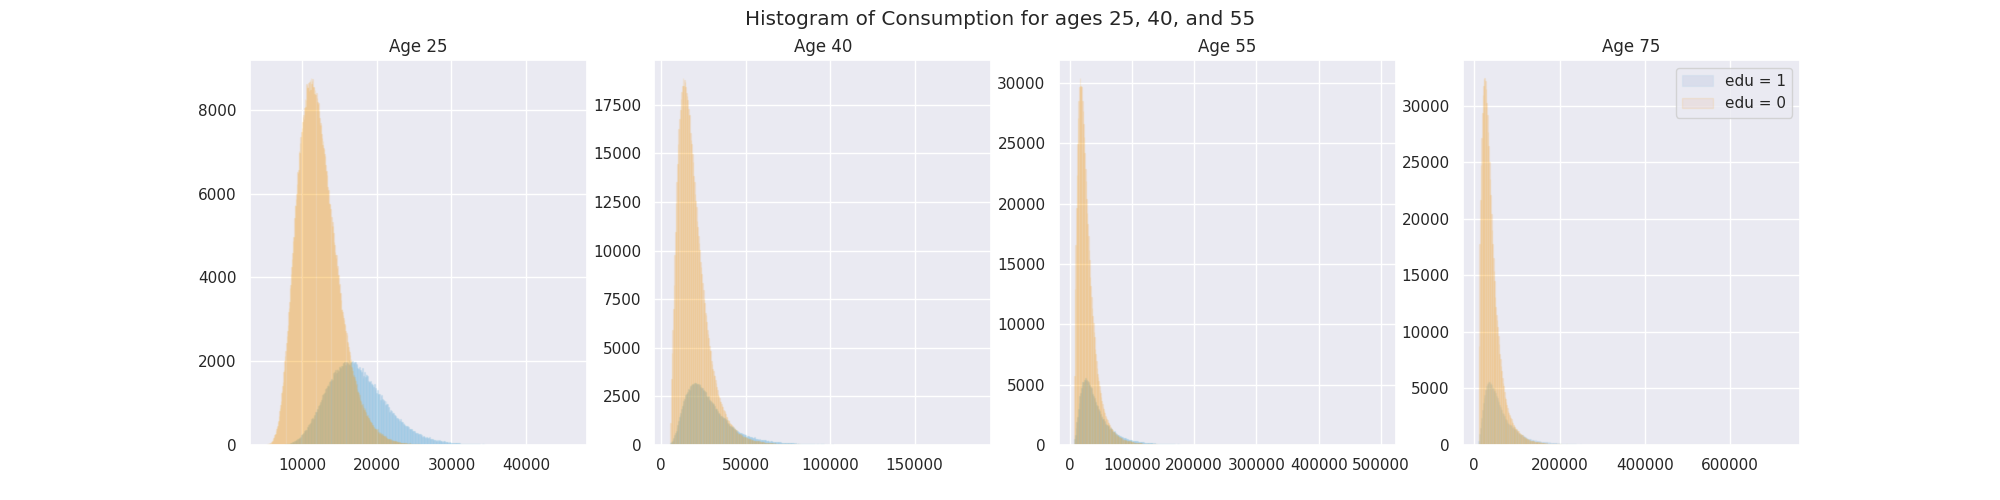 Histogram of Consumption for ages 25, 40, and 55
Age 25
8000
6000
4000
2000
0
10000 20000 30000 40000
Age 40
17500
15000
12500
10000
7500
5000
2500
0
0 50000 100000 150000
Age 55
30000
25000
20000
15000
10000
5000
0
0 100000 200000 300000 400000 500000
Age 75
edu = 1
edu = 0
30000
25000
20000
15000
10000
5000
0
0 200000 400000 600000